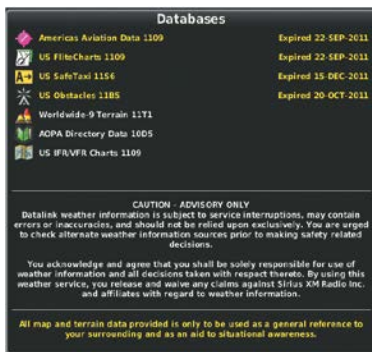 Databases
Americas Aviation Data 1109 Expired 22-SEP-2011
US FliteCharts 1109 Expired 22-SEP-2011
A→ US SafeTaxi 11S6 Expired 15-DEC-2011
US Obstacles 11B5 Expired 20-OCT-2011
Worldwide-9 Terrain 11T1
AOPA Directory Data 10D5
US IFR/VFR Charts 1109
CAUTION - ADVISORY ONLY
Datalink weather information is subject to service interruptions, may contain
errors or inaccuracies, and should not be relied upon exclusively. You are urged
to check alternate weather information sources prior to making safety related
decisions.
You acknowledge and agree that you shall be solely responsible for use of
weather information and all decisions taken with respect thereto. By using this
weather service, you release and waive any claims against Sirius XM Radio Inc.
and affiliates with regard to weather information.
All map and terrain data provided is only to be used as a general reference to
your surrounding and as an aid to situational awareness.